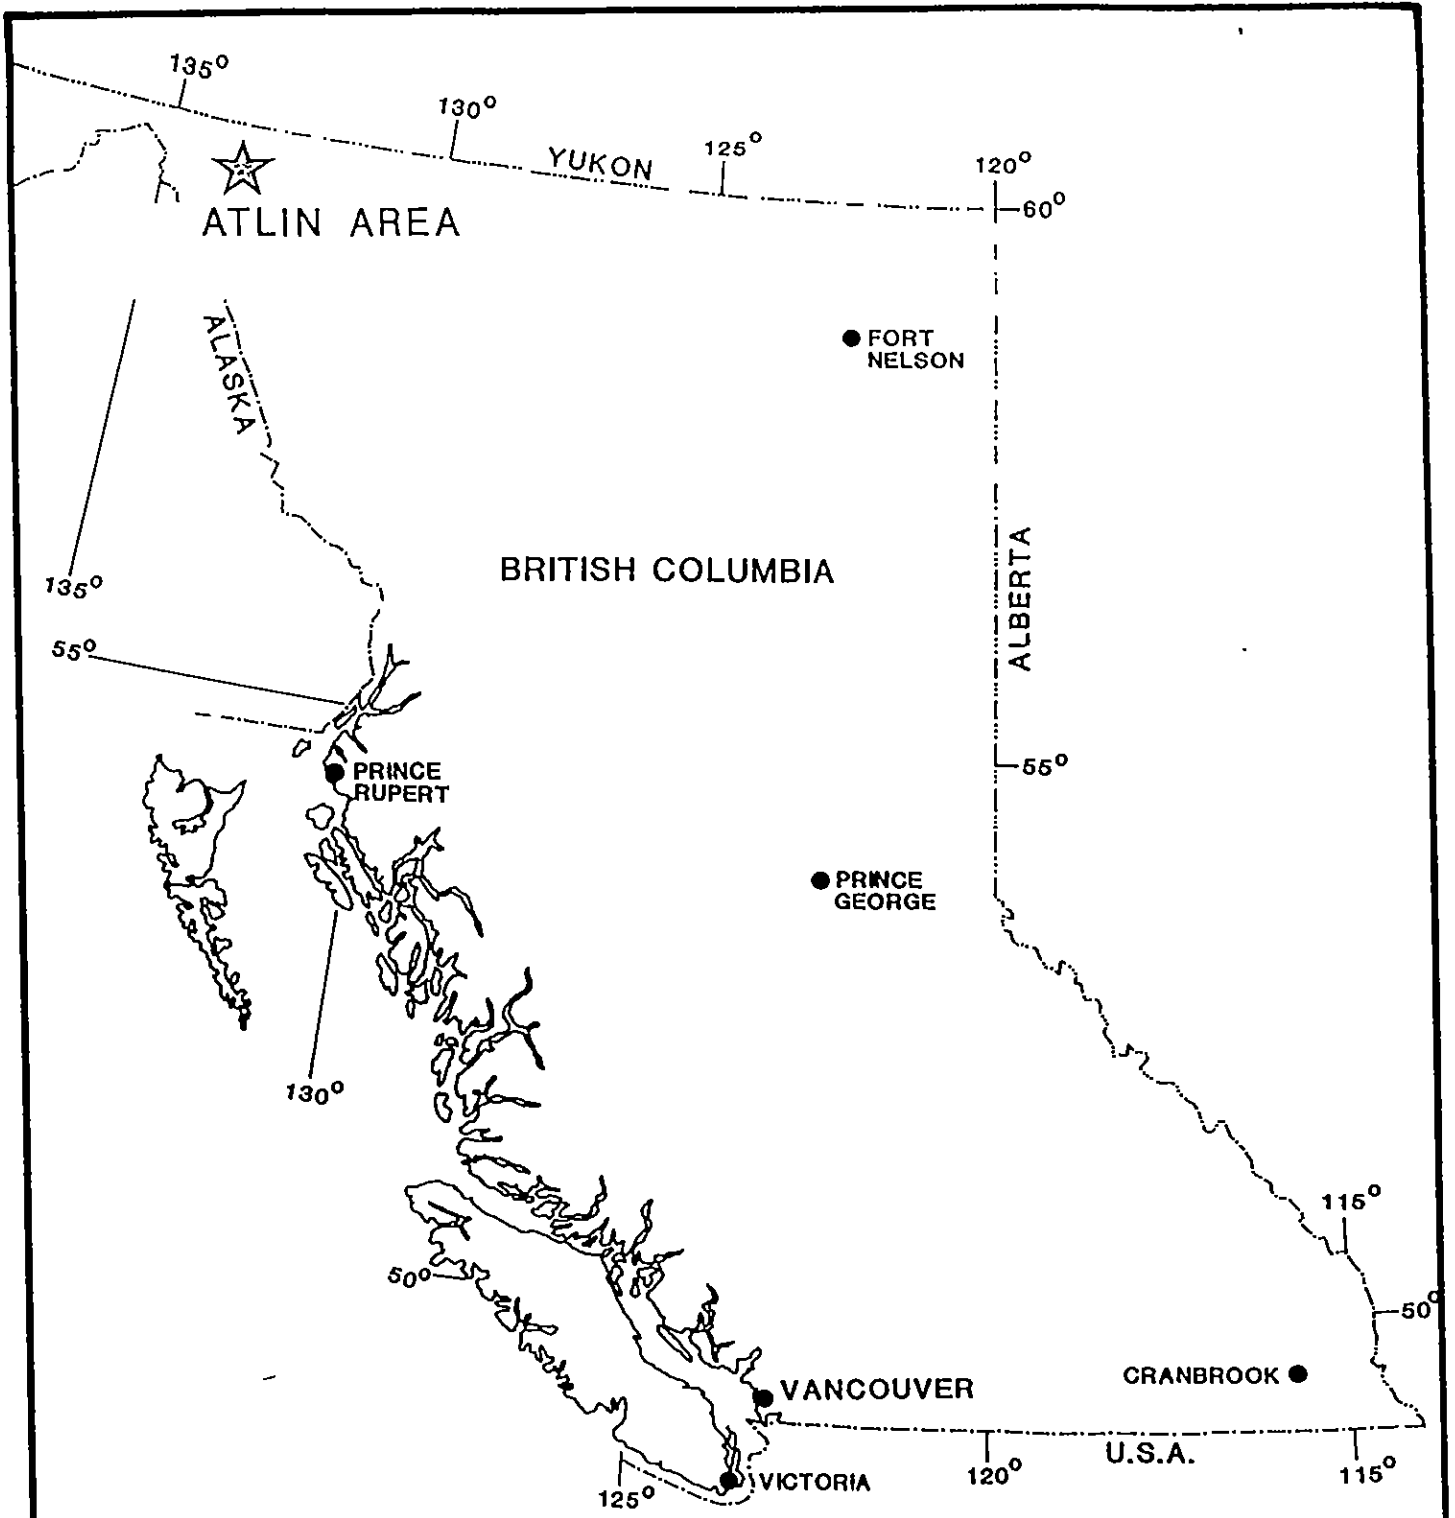 135°
130°
YUKON
125°
120°
60°
ATLIN AREA
ALASKA
FORT
NELSON
BRITISH COLUMBIA
ALBERTA
135°
55°
55°
PRINCE
RUPERT
PRINCE
GEORGE
130°
115°
50°
50°
CRANBROOK
VANCOUVER
U.S.A.
120°
115°
VICTORIA
125°